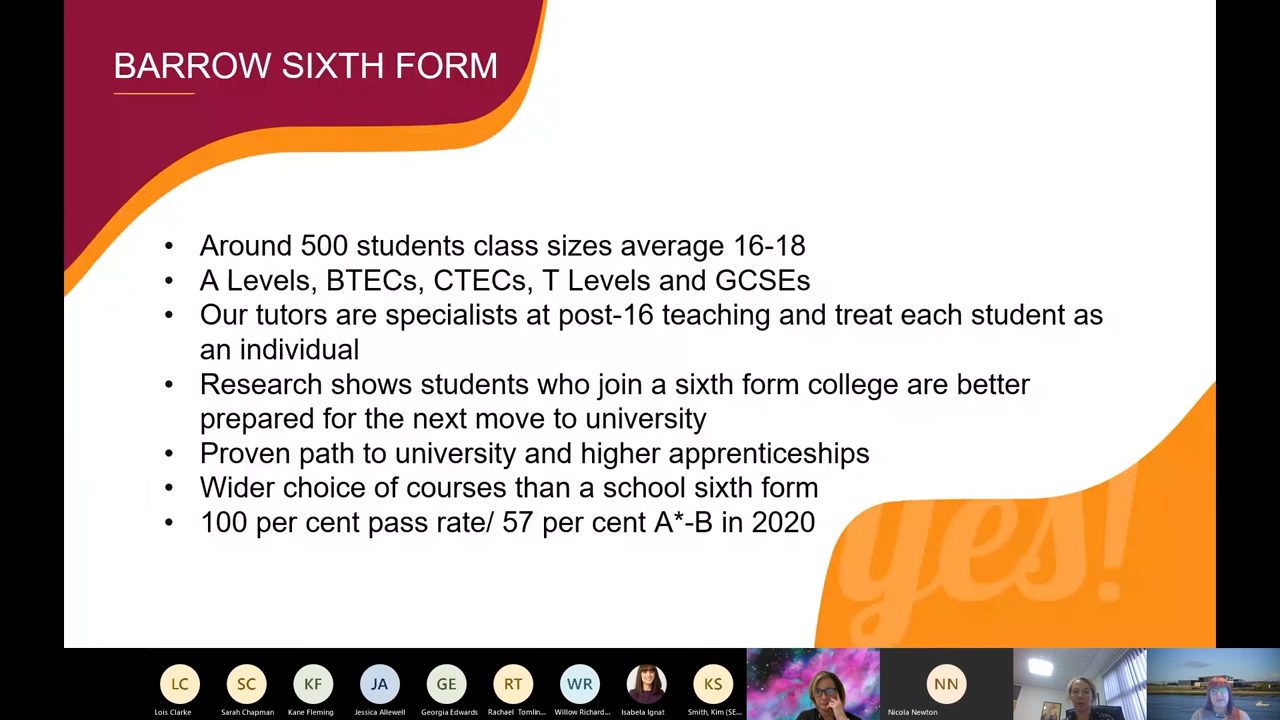 BARROW SIXTH FORM
• Around 500 students class sizes average 16-18
• A Levels, BTECs, CTECs, T Levels and GCSEs
• Our tutors are specialists at post-16 teaching and treat each student as
an individual
• Research shows students who join a sixth form college are better
prepared for the next move to university
• Proven path to university and higher apprenticeships
• Wider choice of courses than a school sixth form
• 100 per cent pass rate/ 57 per cent A*-B in 2020
yes!
LC SC KF JA GE RT WR KS NN
Lois Clarke Sarah Chapman Kane Fleming Jessica Allewell Georgia Edwards Rachael Tomlin... Willow Richard... Isabela Ignat Smith, Kim (SE... Nicola Newton